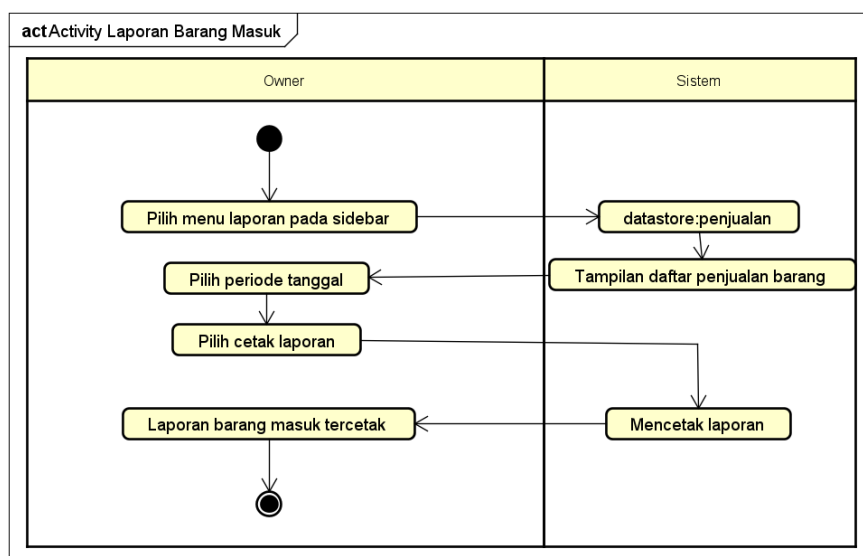 act Activity Laporan Barang Masuk
Owner
Sistem
Pilih menu laporan pada sidebar
datastore:penjualan
Tampilan daftar penjualan barang
Pilih periode tanggal
Pilih cetak laporan
Mencetak laporan
Laporan barang masuk tercetak